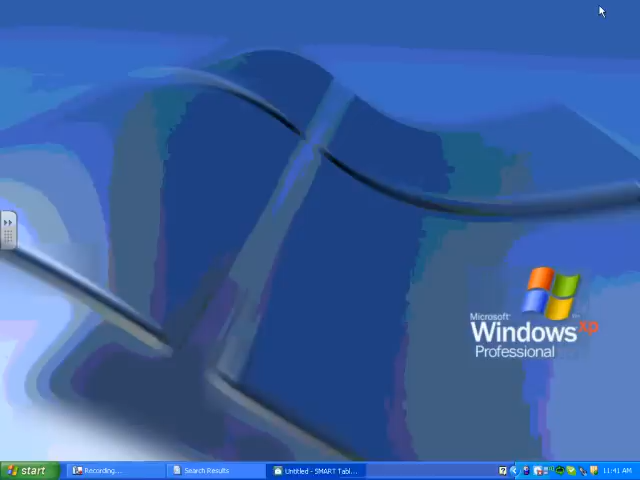 Microsoft
Windows xp
Professional
start
Recording...
Search Results
Untitled - SMART Tabl...
?
11:41 AM